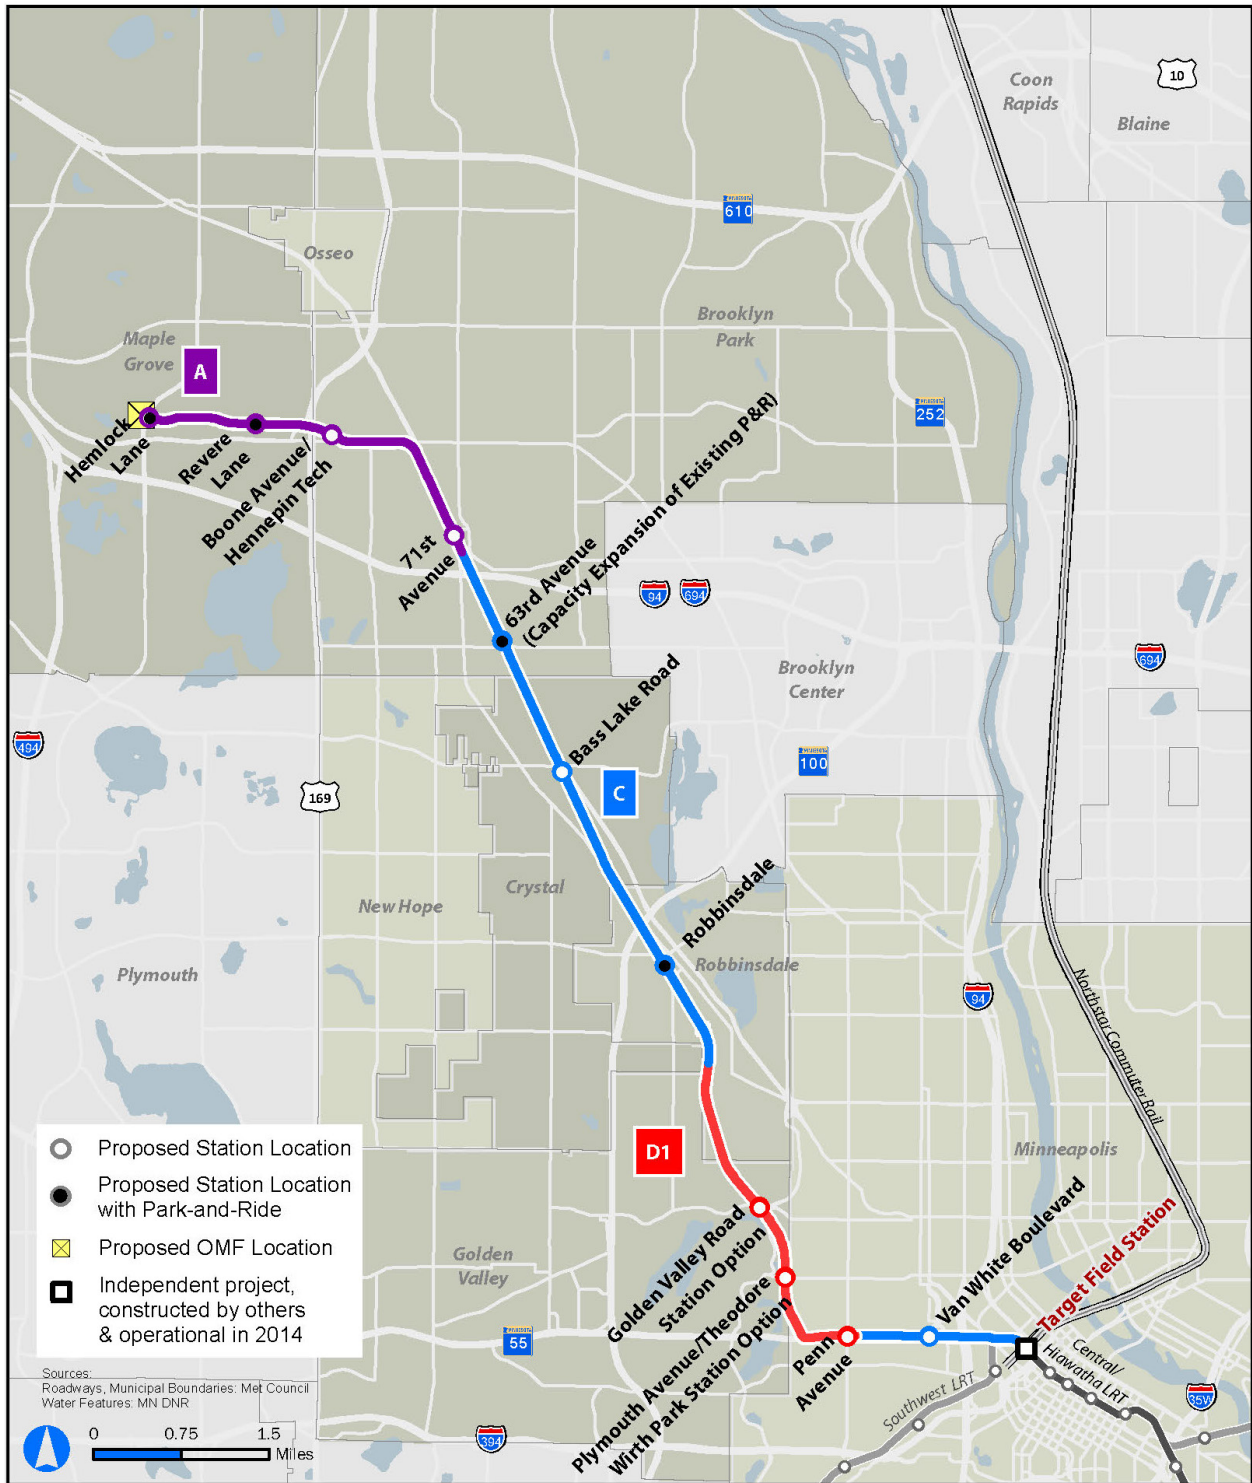 Coon
Rapids
10
Blaine
MINNESOTA
610
Osseo
Brooklyn
Park
Maple
Grove
A
MINNESOTA
252
Hemlock
Lane
Revere
Lane
Boone Avenue/
Hennepin Tech
71st
Avenue
63rd Avenue
(Capacity Expansion of Existing P&R)
94
694
Brooklyn
Center
694
Bass Lake Road
494
169
C
MINNESOTA
100
Crystal
New Hope
Robbinsdale
Robbinsdale
Plymouth
94
Northstar Commuter Rail
D1
Minneapolis
Golden
Valley
Golden Valley Road
Station Option
Plymouth Avenue/Theodore
Wirth Park Station Option
Penn
Avenue
Van White Boulevard
Target Field Station
MINNESOTA
55
Southwest LRT
Central/
Hiawatha LRT
35W
394
Proposed Station Location
Proposed Station Location
with Park-and-Ride
Proposed OMF Location
Independent project,
constructed by others
& operational in 2014
Sources:
Roadways, Municipal Boundaries: Met Council
Water Features: MN DNR
0 0.75 1.5
Miles